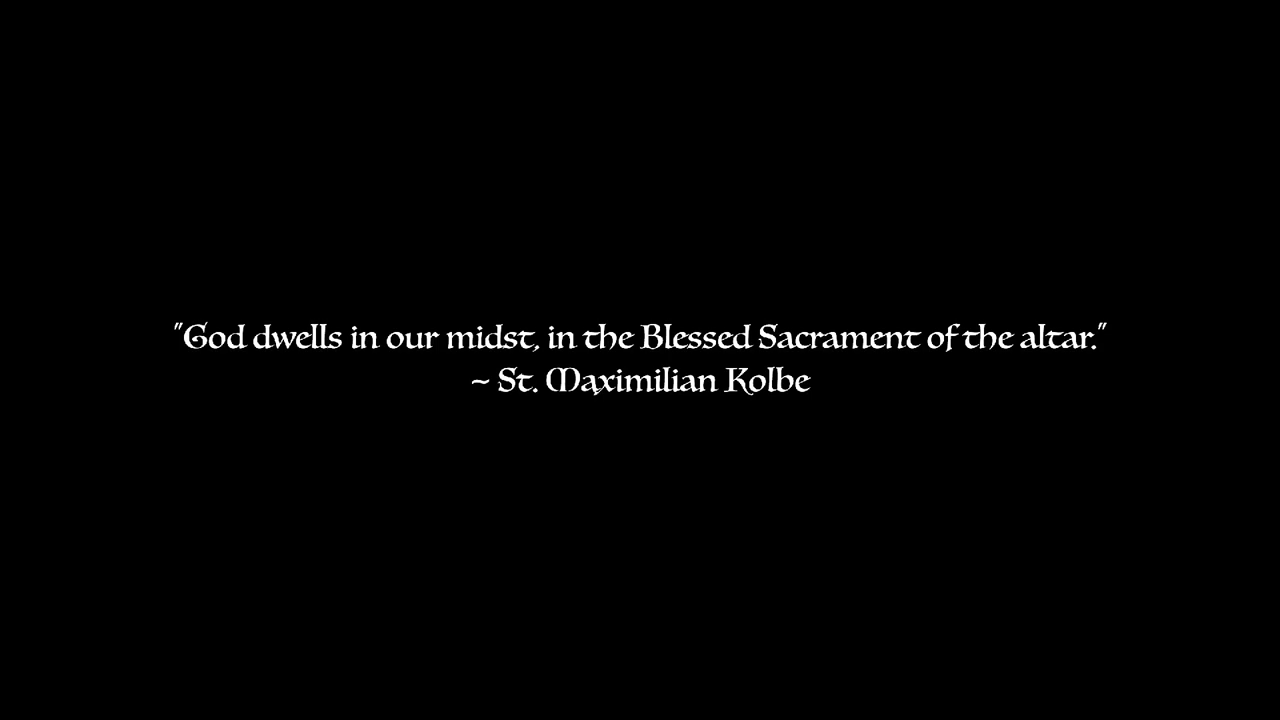 "God dwells in our midst, in the Blessed Sacrament of the altar."
~ St. Maximilian Kolbe